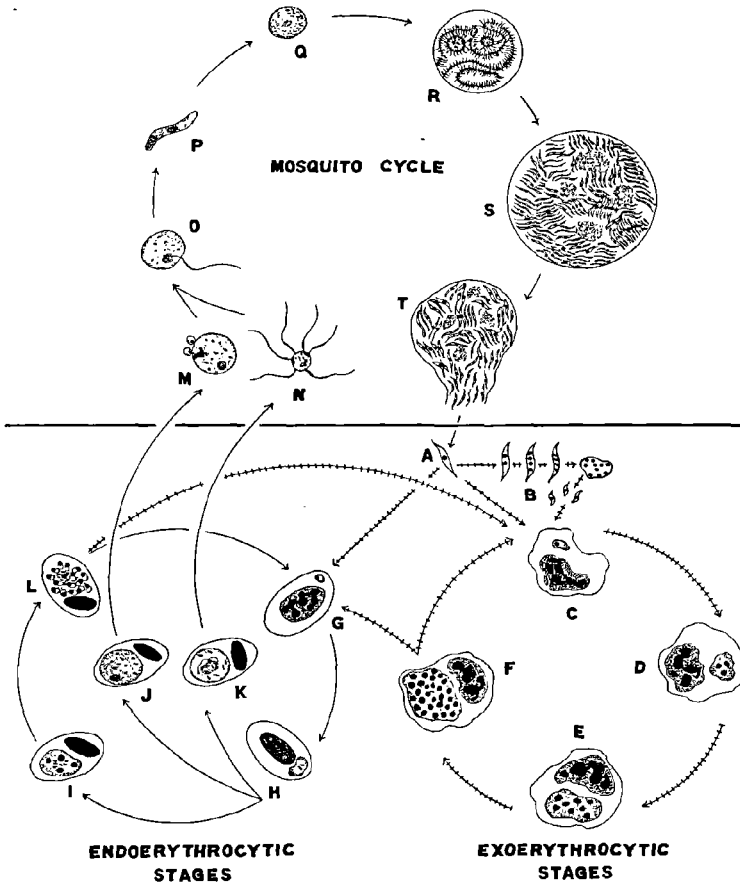 Q
R
P
MOSQUITO CYCLE
S
O
T
M
N
A
B
L
C
G
J
K
F
D
E
I
H
ENDOERYTHROCYTIC
STAGES
EXOERYTHROCYTIC
STAGES